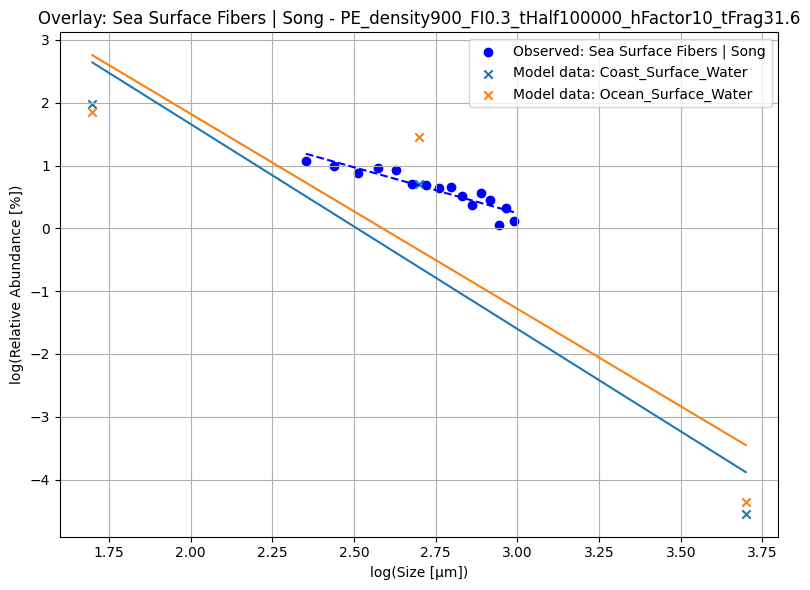 Overlay: Sea Surface Fibers | Song - PE_density900_FI0.3_tHalf100000_hFactor10_tFrag31.6
Observed: Sea Surface Fibers | Song
Model data: Coast_Surface_Water
Model data: Ocean_Surface_Water
log(Relative Abundance [%])
3
2
1
0
−1
−2
−3
−4
1.75 2.00 2.25 2.50 2.75 3.00 3.25 3.50 3.75
log(Size [μm])